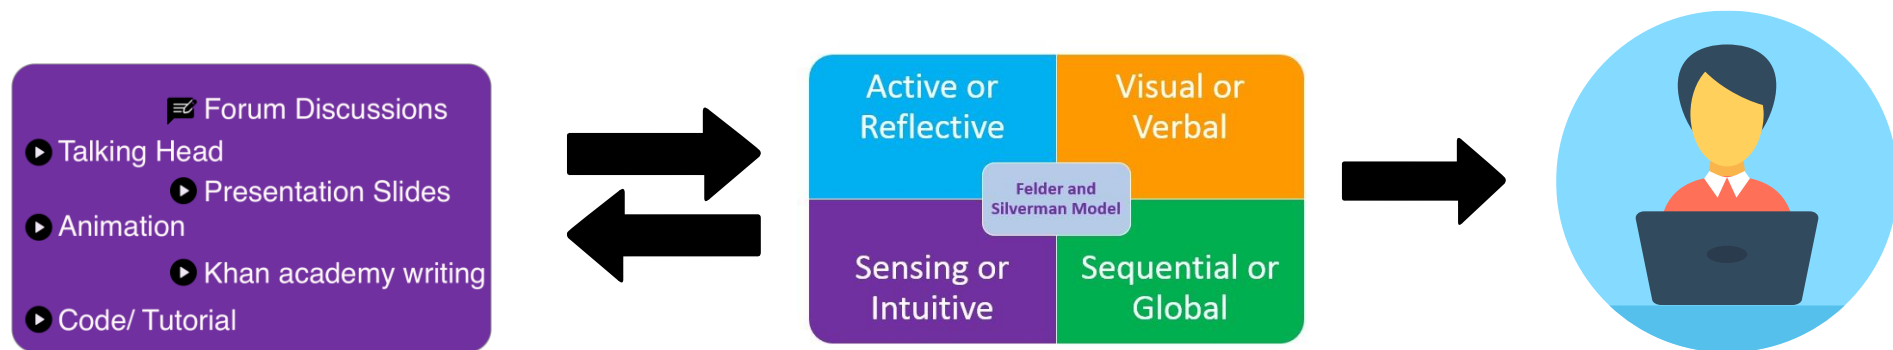 Forum Discussions
Talking Head
Presentation Slides
Animation
Khan academy writing
Code/ Tutorial
Active or
Reflective
Visual or
Verbal
Felder and
Silverman Model
Sensing or
Intuitive
Sequential or
Global